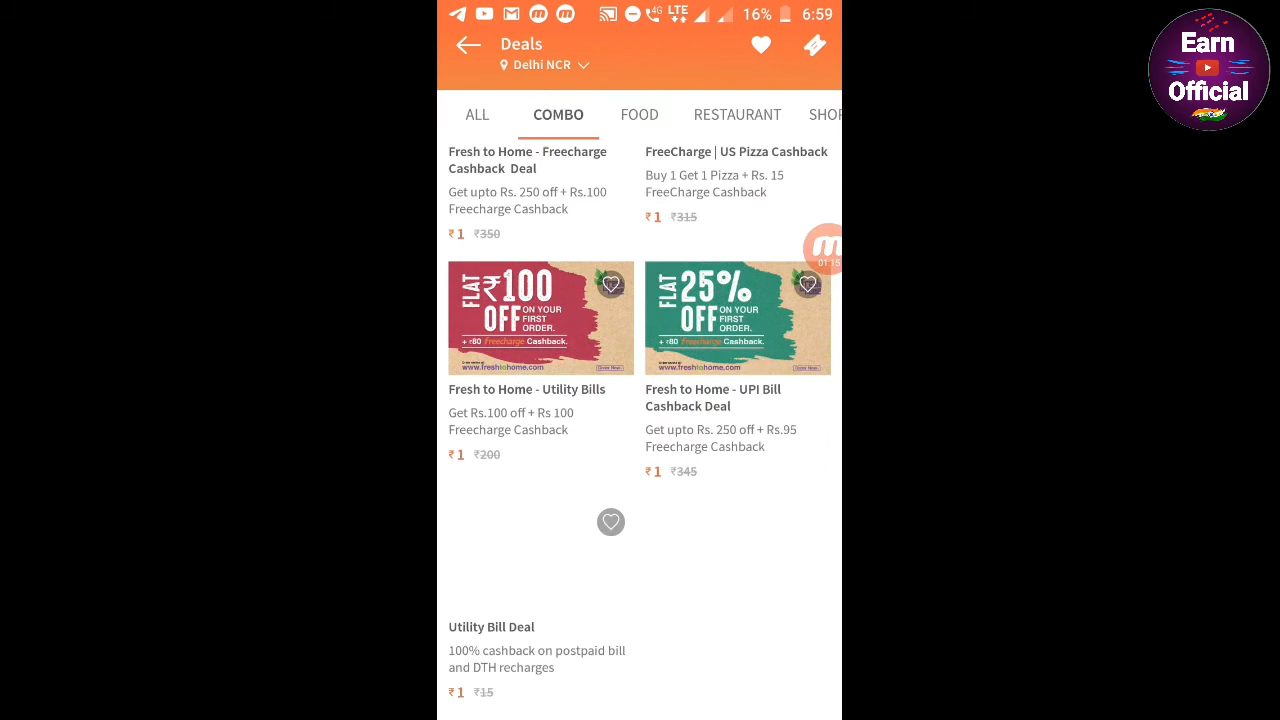 4G LTE 16% 6:59
Deals
Delhi NCR
ALL COMBO FOOD RESTAURANT SHOP
Fresh to Home - Freecharge
Cashback Deal
Get upto Rs. 250 off + Rs.100
Freecharge Cashback
₹1 ₹350
FreeCharge | US Pizza Cashback
Buy 1 Get 1 Pizza + Rs. 15
FreeCharge Cashback
₹1 ₹315
01:15
FLAT ₹100
OFF ON YOUR
FIRST
ORDER.
+ ₹80 Freecharge Cashback.
www.freshtohome.com
Fresh to Home - Utility Bills
Get Rs.100 off + Rs 100
Freecharge Cashback
₹1 ₹200
FLAT 25%
OFF ON YOUR
FIRST
ORDER.
+ ₹80 Freecharge Cashback.
www.freshtohome.com
Fresh to Home - UPI Bill
Cashback Deal
Get upto Rs. 250 off + Rs.95
Freecharge Cashback
₹1 ₹345
Utility Bill Deal
100% cashback on postpaid bill
and DTH recharges
₹1 ₹15
Earn
Official